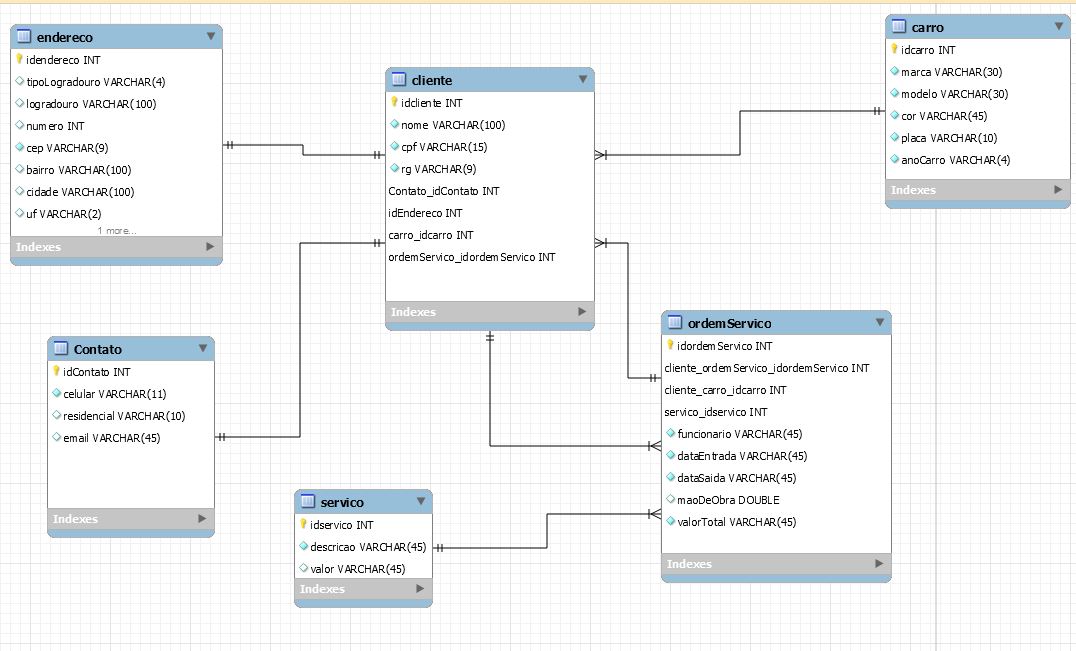 endereco
idendereco INT
tipoLogradouro VARCHAR(4)
logradouro VARCHAR(100)
numero INT
cep VARCHAR(9)
bairro VARCHAR(100)
cidade VARCHAR(100)
uf VARCHAR(2)
1 more...
Indexes
cliente
idcliente INT
nome VARCHAR(100)
cpf VARCHAR(15)
rg VARCHAR(9)
Contato_idContato INT
idEndereco INT
carro_idcarro INT
ordemServico_idordemServico INT
Indexes
carro
idcarro INT
marca VARCHAR(30)
modelo VARCHAR(30)
cor VARCHAR(45)
placa VARCHAR(10)
anoCarro VARCHAR(4)
Indexes
Contato
idContato INT
celular VARCHAR(11)
residencial VARCHAR(10)
email VARCHAR(45)
Indexes
servico
idservico INT
descricao VARCHAR(45)
valor VARCHAR(45)
Indexes
ordemServico
idordemServico INT
cliente_ordemServico_idordemServico INT
cliente_carro_idcarro INT
servico_idservico INT
funcionario VARCHAR(45)
dataEntrada VARCHAR(45)
dataSaida VARCHAR(45)
maoDeObra DOUBLE
valorTotal VARCHAR(45)
Indexes